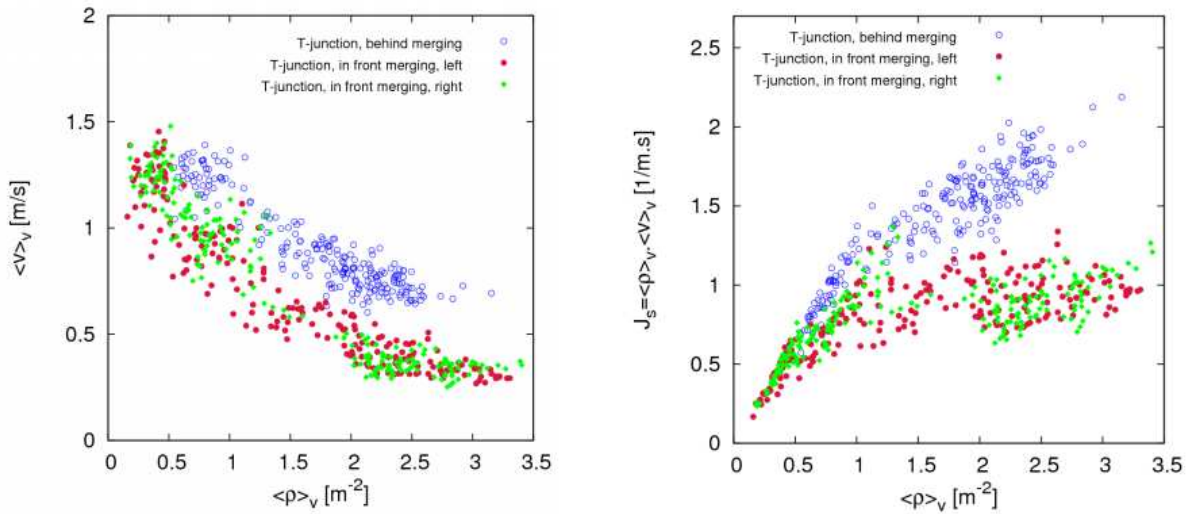 2
1.5
1
0.5
0
0 0.5 1 1.5 2 2.5 3 3.5
<v>ᵥ [m/s]
<ρ>ᵥ [m⁻²]
T-junction, behind merging
T-junction, in front merging, left
T-junction, in front merging, right
2.5
2
1.5
1
0.5
0
0 0.5 1 1.5 2 2.5 3 3.5
Jₛ=<ρ>ᵥ.<v>ᵥ [1/m.s]
<ρ>ᵥ [m⁻²]
T-junction, behind merging
T-junction, in front merging, left
T-junction, in front merging, right